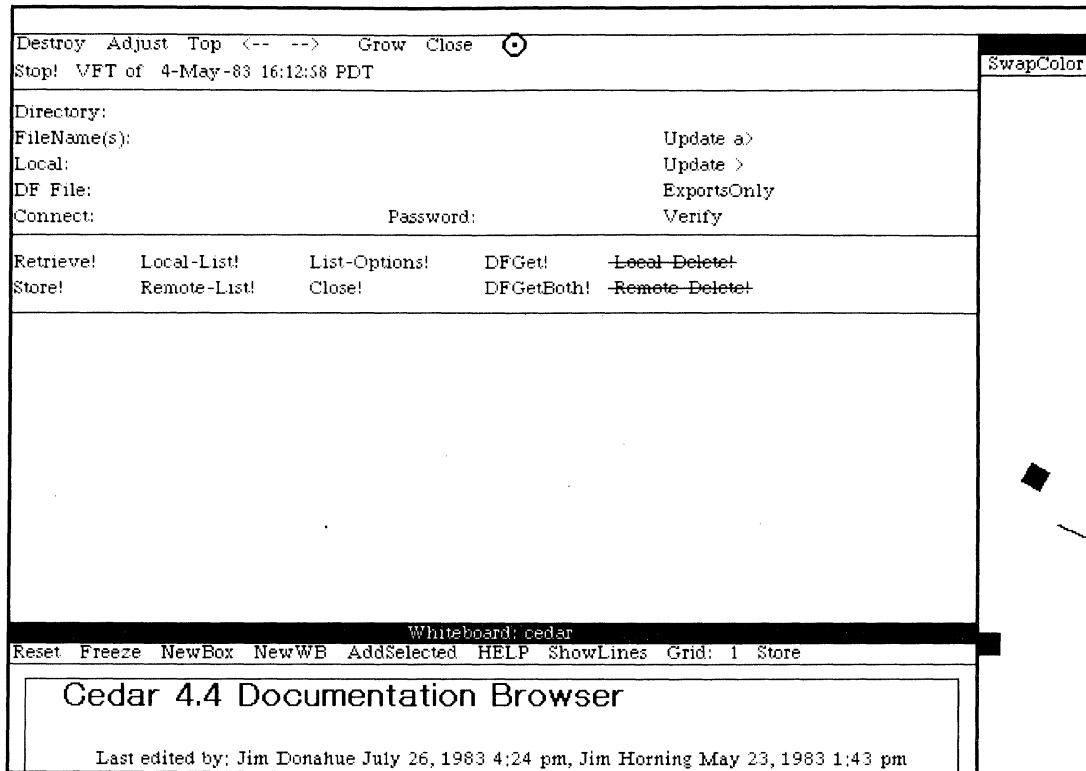 Destroy Adjust Top <-- --> Grow Close
Stop! VFT of 4-May-83 16:12:58 PDT
SwapColor
Directory:
FileName(s): Update a>
Local: Update >
DF File: ExportsOnly
Connect: Password: Verify
Retrieve! Local-List! List-Options! DFGet! Local-Delete!
Store! Remote-List! Close! DFGetBoth! Remote-Delete!
Whiteboard: cedar
Reset Freeze NewBox NewWB AddSelected HELP ShowLines Grid: 1 Store
Cedar 4.4 Documentation Browser
Last edited by: Jim Donahue July 26, 1983 4:24 pm, Jim Horning May 23, 1983 1:43 pm